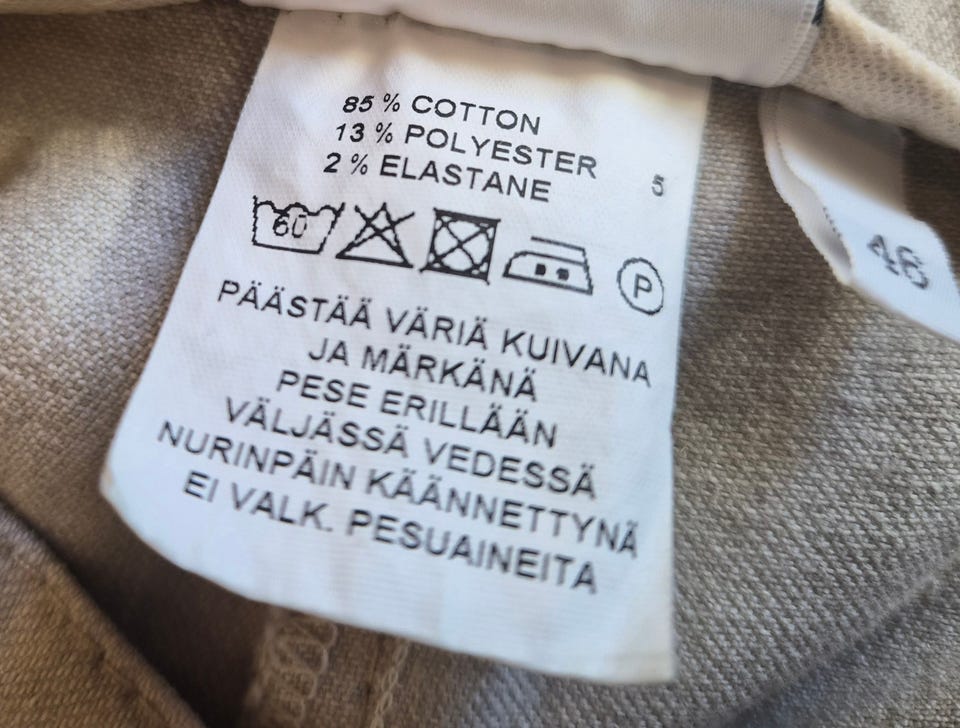 85 % COTTON
13 % POLYESTER
2 % ELASTANE
5
60
P
PÄÄSTÄÄ VÄRIÄ KUIVANA
JA MÄRKÄNÄ
PESE ERILLÄÄN
VÄLJÄSSÄ VEDESSÄ
NURINPÄIN KÄÄNNETTYNÄ
EI VALK. PESUAINEITA
46